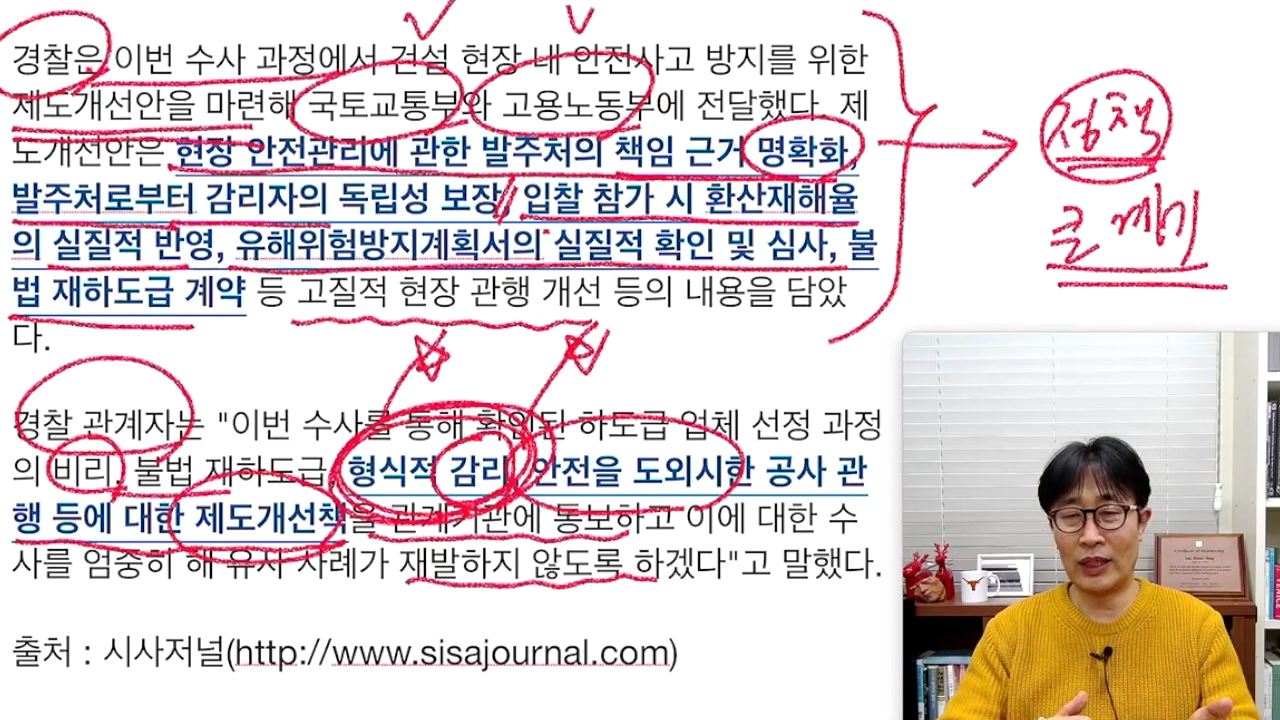 경찰은 이번 수사 과정에서 건설 현장 내 안전사고 방지를 위한
제도개선안을 마련해 국토교통부와 고용노동부에 전달했다. 제
도개선안은 현장 안전관리에 관한 발주처의 책임 근거 명확화,
발주처로부터 감리자의 독립성 보장, 입찰 참가 시 환산재해율
의 실질적 반영, 유해위험방지계획서의 실질적 확인 및 심사, 불
법 재하도급 계약 등 고질적 현장 관행 개선 등의 내용을 담았
다.
정책
큰
경찰 관계자는 "이번 수사를 통해 확인된 하도급 업체 선정 과정
의 비리, 불법 재하도급, 형식적 감리, 안전을 도외시한 공사 관
행 등에 대한 제도개선책을 관계기관에 통보하고 이에 대한 수
사를 엄중히 해 유사 사례가 재발하지 않도록 하겠다"고 말했다.
출처 : 시사저널(http://www.sisajournal.com)